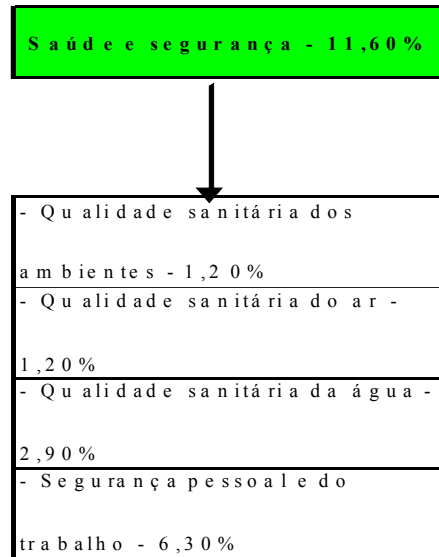 Saúde e segurança - 11,60%
- Qualidade sanitária dos
ambientes - 1,20%
- Qualidade sanitária do ar -
1,20%
- Qualidade sanitária da água -
2,90%
- Segurança pessoal e do
trabalho - 6,30%